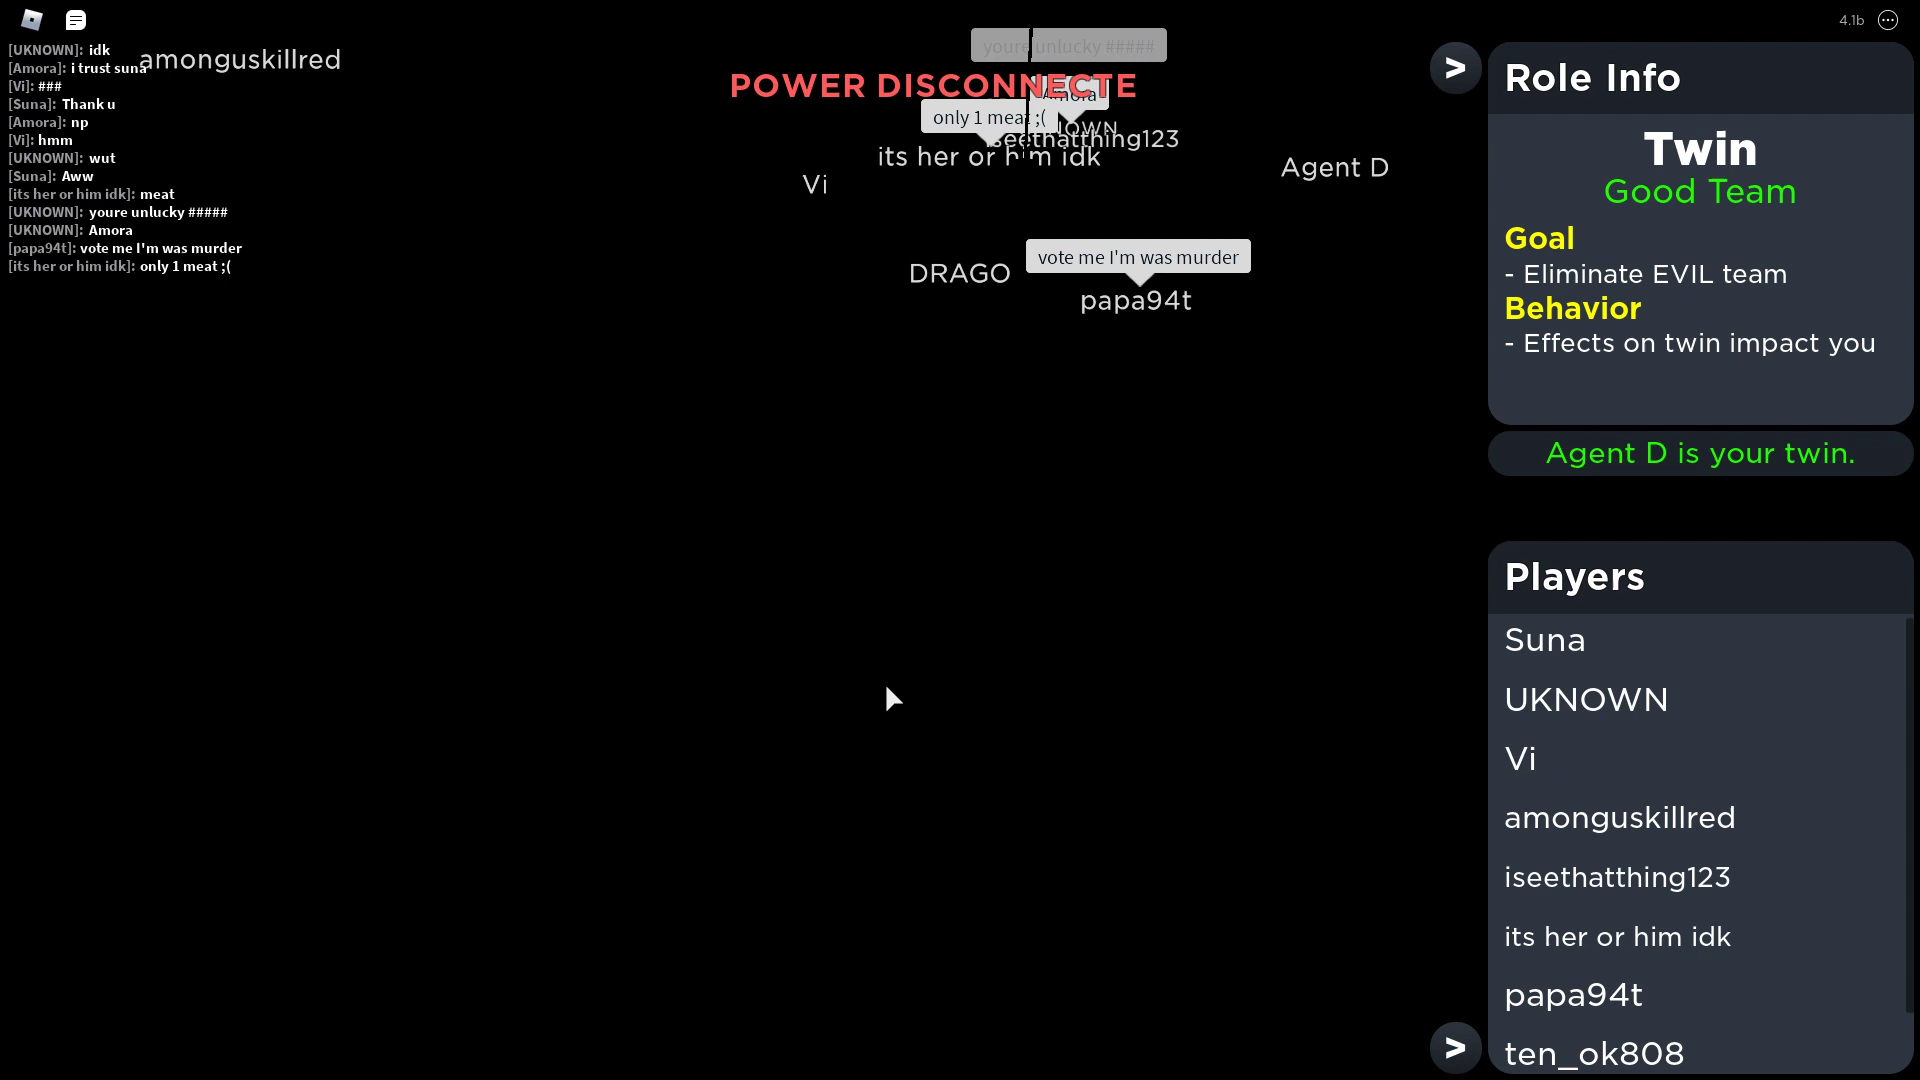 4.1b
[UKNOWN]: idk
[Amora]: i trust suna
[Vi]: ###
[Suna]: Thank u
[Amora]: np
[Vi]: hmm
[UKNOWN]: wut
[Suna]: Aww
[its her or him idk]: meat
[UKNOWN]: youre unlucky #####
[UKNOWN]: Amora
[papa94t]: vote me I'm was murder
[its her or him idk]: only 1 meat ;(
amonguskillred
youre unlucky #####
POWER DISCONNECTE
Amora
only 1 meat ;(
NOWN
iseethatthing123
its her or him idk
Vi
Agent D
DRAGO
vote me I'm was murder
papa94t
>
Role Info
Twin
Good Team
Goal
- Eliminate EVIL team
Behavior
- Effects on twin impact you
Agent D is your twin.
Players
Suna
UKNOWN
Vi
amonguskillred
iseethatthing123
its her or him idk
papa94t
ten_ok808
>